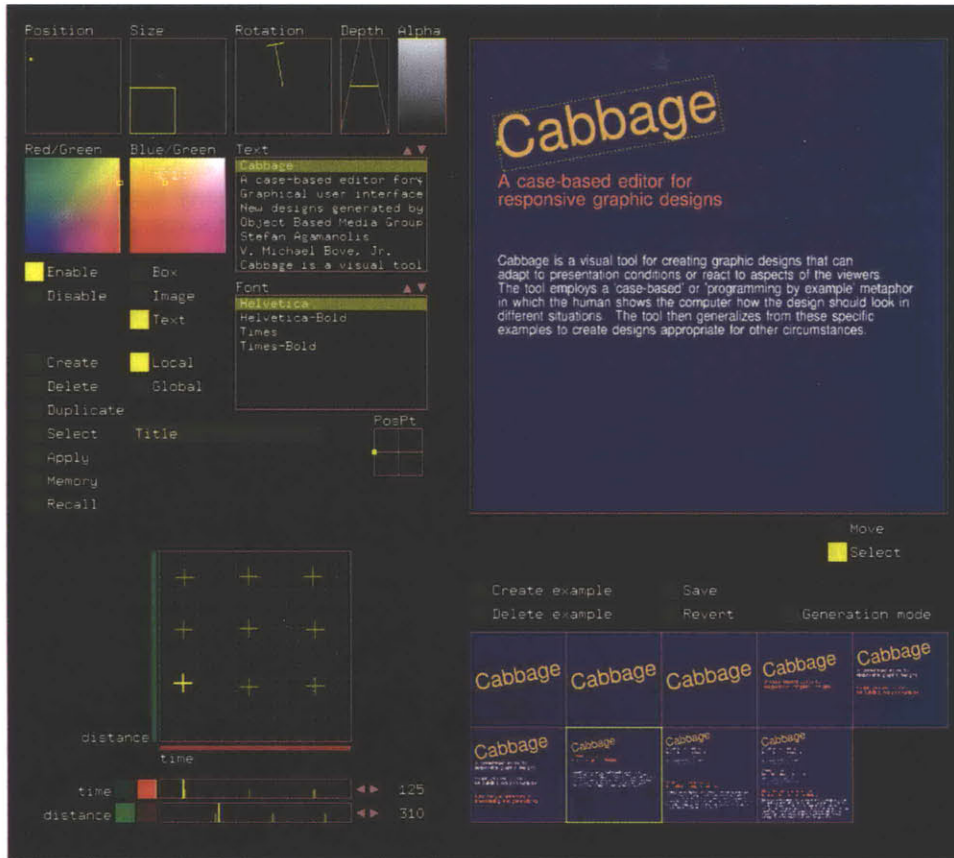 Position Size Rotation Depth Alpha
Red/Green Blue/Green Text
Cabbage
A case-based editor for
Graphical user interface
New designs generated by
Object Based Media Group
Stefan Agamanolis
V. Michael Bove, Jr.
Cabbage is a visual tool
Enable Box
Disable Image
Text
Font
Helvetica
Helvetica-Bold
Times
Times-Bold
Create Local
Delete Global
Duplicate
Select Title
Apply
Memory
Recall
PosPt
distance
time
time 125
distance 310
Cabbage
A case-based editor for
responsive graphic designs
Cabbage is a visual tool for creating graphic designs that can
adapt to presentation conditions or react to aspects of the viewers.
The tool employs a 'case-based' or 'programming by example' metaphor
in which the human shows the computer how the design should look in
different situations. The tool then generalizes from these specific
examples to create designs appropriate for other circumstances.
Move
Select
Create example Save
Delete example Revert Generation mode
Cabbage Cabbage Cabbage Cabbage Cabbage
Cabbage Cabbage Cabbage Cabbage